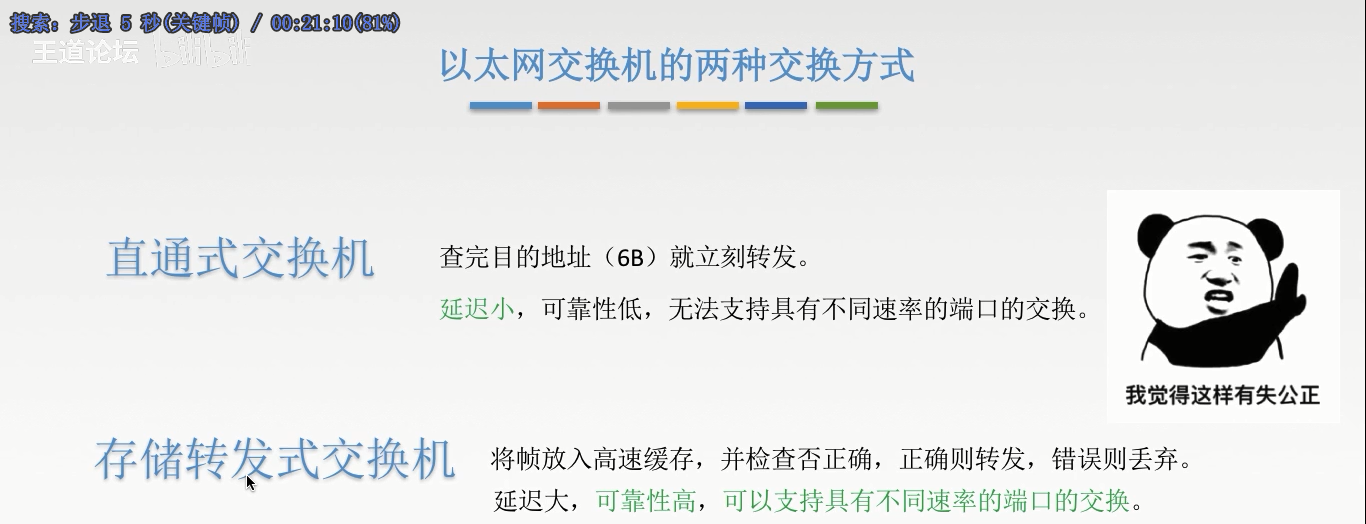 搜索: 步退 5 秒(关键帧) / 00:21:10(81%)
王道论坛 bilibili
以太网交换机的两种交换方式
直通式交换机
查完目的地址（6B）就立刻转发。
延迟小，可靠性低，无法支持具有不同速率的端口的交换。
我觉得这样有失公正
存储转发式交换机
将帧放入高速缓存，并检查否正确，正确则转发，错误则丢弃。
延迟大，可靠性高，可以支持具有不同速率的端口的交换。